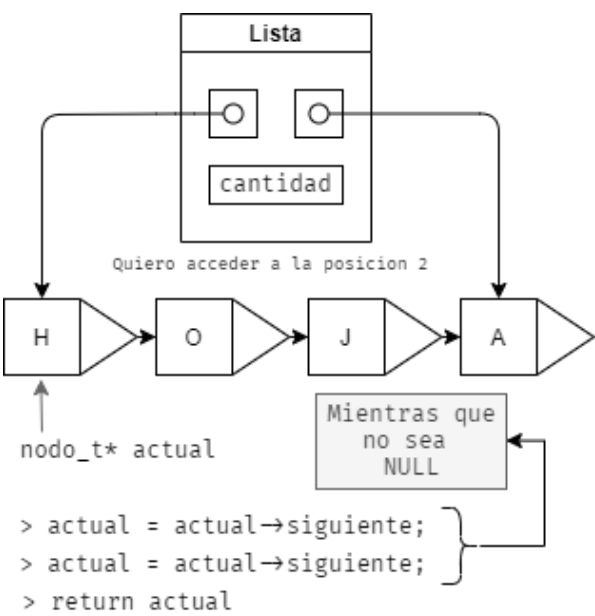 Lista
cantidad
Quiero acceder a la posicion 2
H O J A
nodo_t* actual
Mientras que
no sea
NULL
> actual = actual→siguiente;
> actual = actual→siguiente;
> return actual